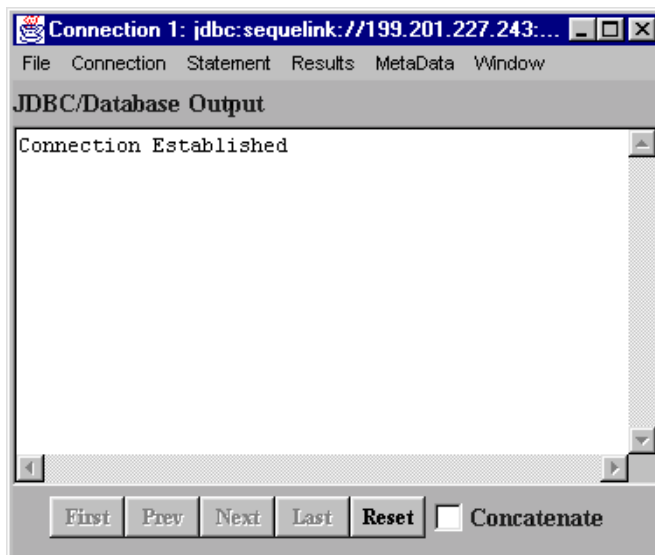 Connection 1: jdbc:sequelink://199.201.227.243:...
File Connection Statement Results MetaData Window
JDBC/Database Output
Connection Established
First Prev Next Last Reset Concatenate